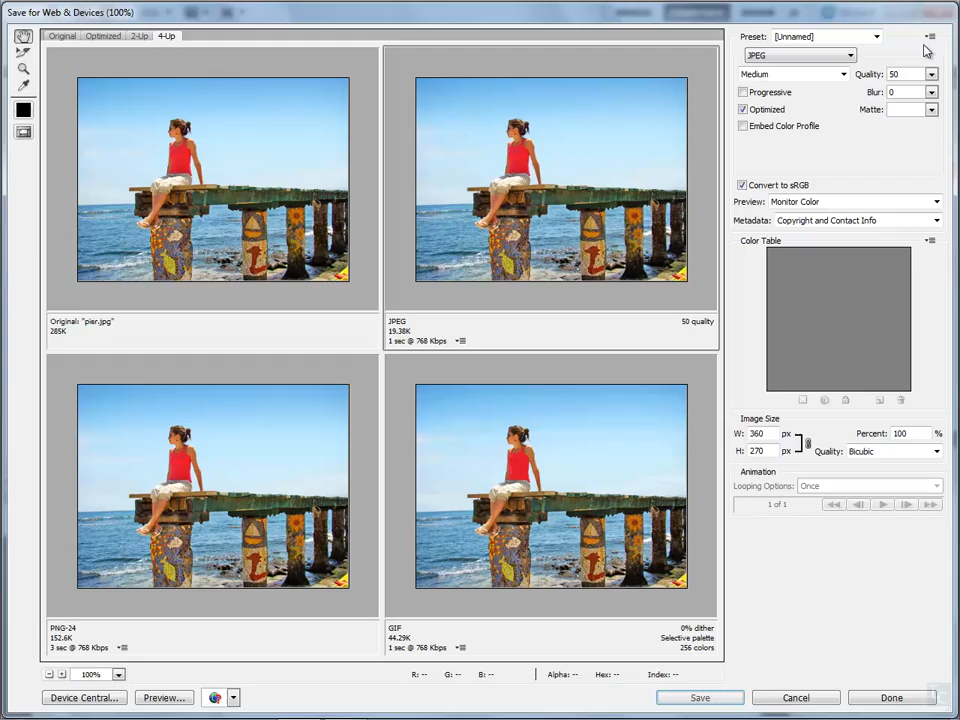 Save for Web & Devices (100%)
Original Optimized 2-Up 4-Up
Preset: [Unnamed]
JPEG
Medium Quality: 50
Progressive Blur: 0
Optimized Matte:
Embed Color Profile
Convert to sRGB
Preview: Monitor Color
Metadata: Copyright and Contact Info
Color Table
Original: "pier.jpg"
285K
JPEG 50 quality
19.38K
1 sec @ 768 Kbps
Image Size
W: 360 px Percent: 100 %
H: 270 px Quality: Bicubic
Animation
Looping Options: Once
1 of 1
PNG-24
152.6K
3 sec @ 768 Kbps
GIF 0% dither
44.29K Selective palette
1 sec @ 768 Kbps 256 colors
100% R: -- G: -- B: -- Alpha: -- Hex: -- Index: --
Device Central... Preview... Save Cancel Done